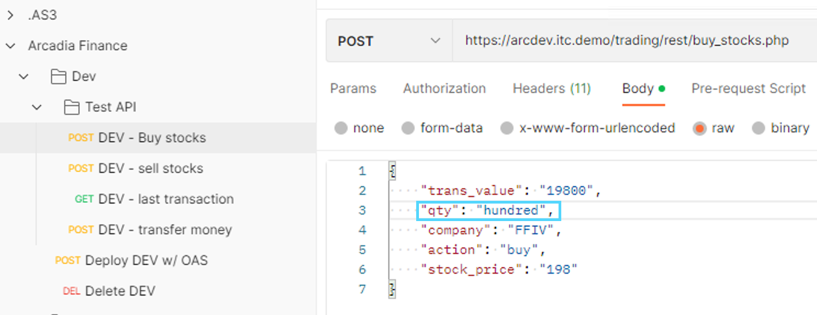 .AS3
Arcadia Finance
Dev
Test API
POST DEV - Buy stocks
POST DEV - sell stocks
GET DEV - last transaction
POST DEV - transfer money
POST Deploy DEV w/ OAS
DEL Delete DEV
POST https://arcdev.itc.demo/trading/rest/buy_stocks.php
Params Authorization Headers (11) Body Pre-request Script
none form-data x-www-form-urlencoded raw binary
1 {
2 "trans_value": "19800",
3 "qty": "hundred",
4 "company": "FFIV",
5 "action": "buy",
6 "stock_price": "198"
7 }